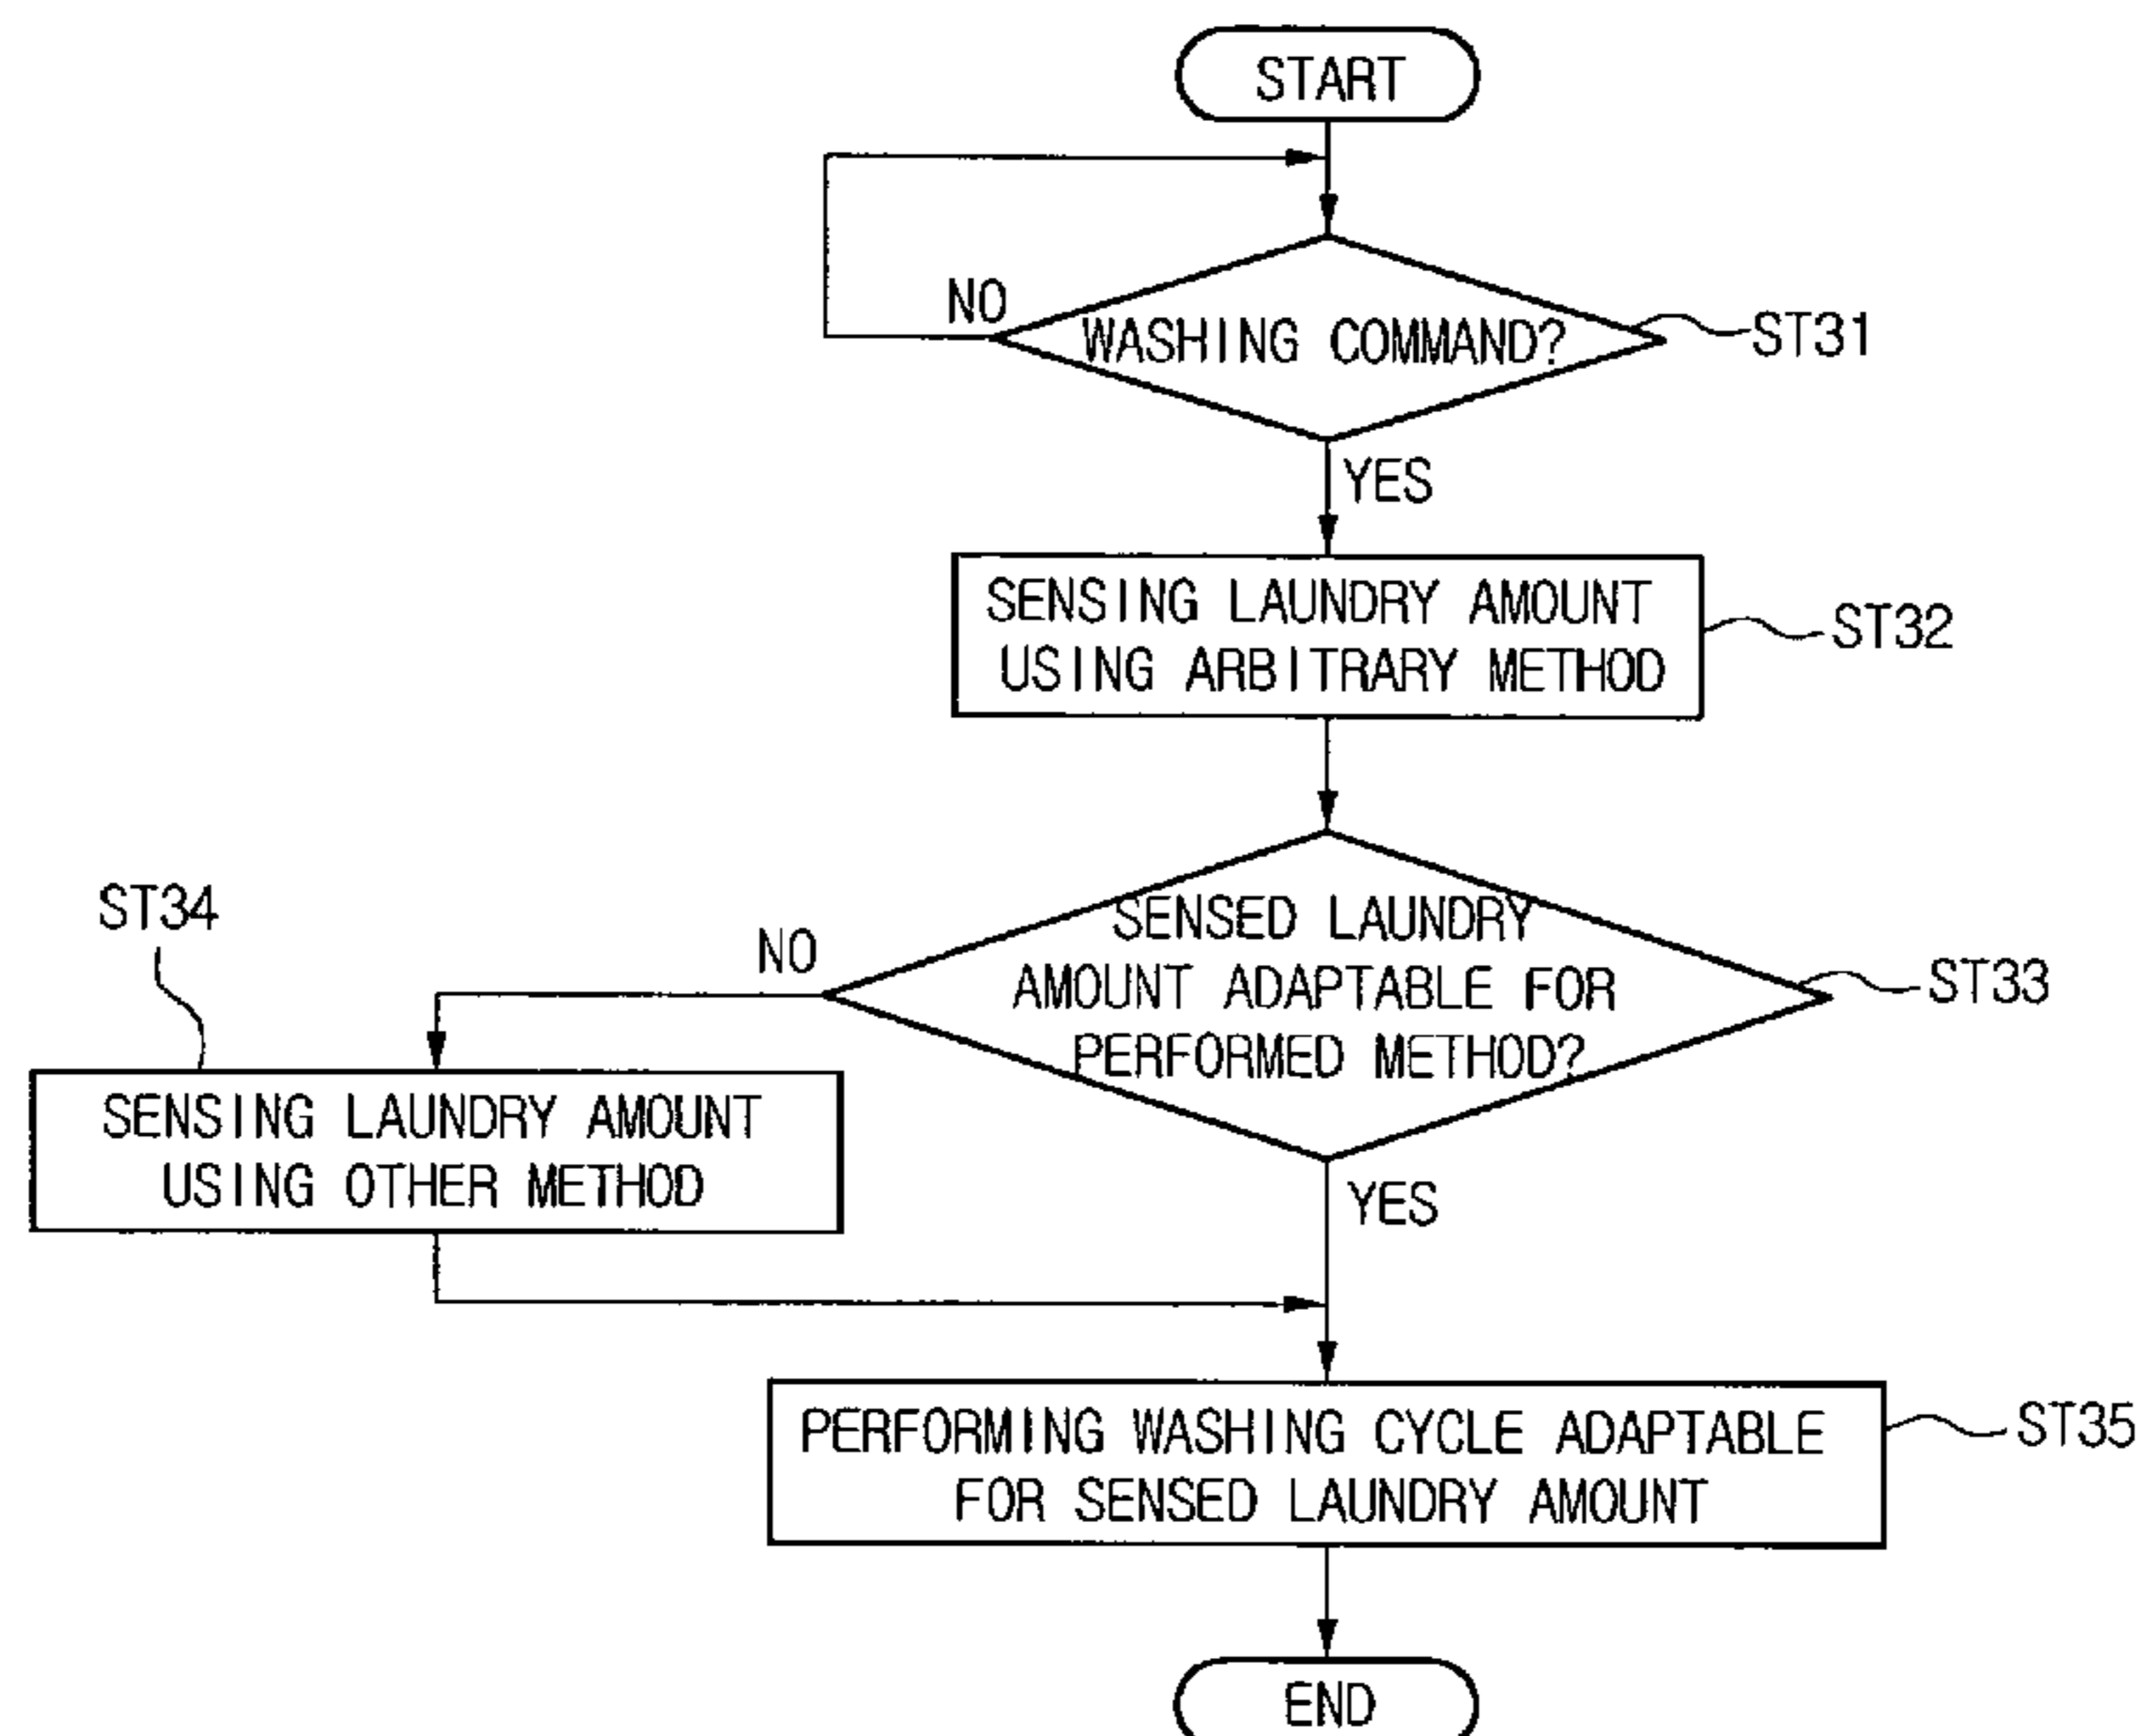 START
NO
WASHING COMMAND?
ST31
YES
SENSING LAUNDRY AMOUNT
USING ARBITRARY METHOD
ST32
SENSED LAUNDRY
AMOUNT ADAPTABLE FOR
PERFORMED METHOD?
ST33
NO
ST34
SENSING LAUNDRY AMOUNT
USING OTHER METHOD
YES
PERFORMING WASHING CYCLE ADAPTABLE
FOR SENSED LAUNDRY AMOUNT
ST35
END